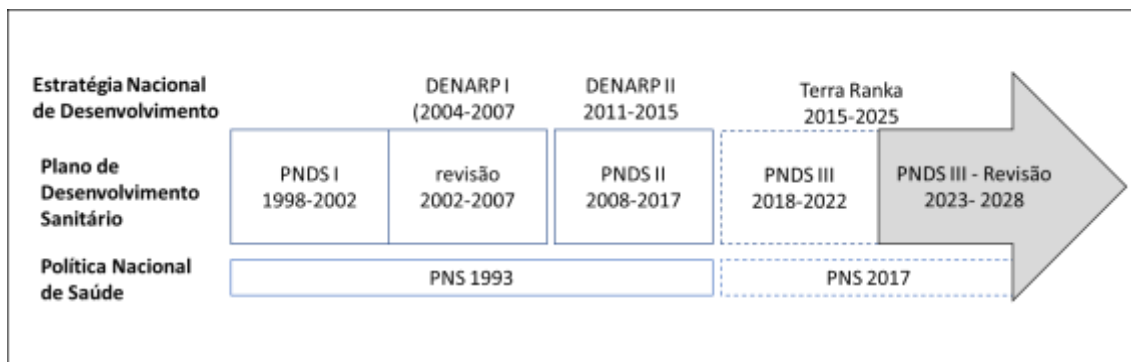 Estratégia Nacional
de Desenvolvimento
DENARP I
(2004-2007
DENARP II
2011-2015
Terra Ranka
2015-2025
Plano de
Desenvolvimento
Sanitário
PNDS I
1998-2002
revisão
2002-2007
PNDS II
2008-2017
PNDS III
2018-2022
PNDS III - Revisão
2023- 2028
Política Nacional
de Saúde
PNS 1993
PNS 2017